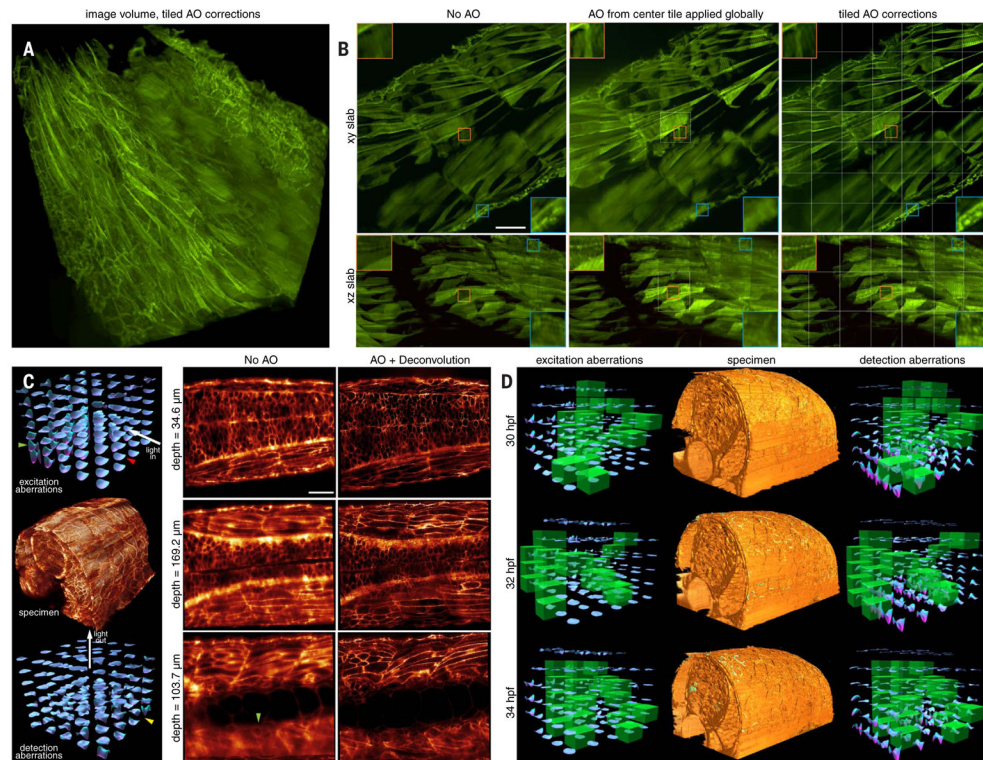 image volume, tiled AO corrections
A
B
No AO
AO from center tile applied globally
tiled AO corrections
xy slab
xz slab
C
light
in
excitation
aberrations
specimen
light
out
detection
aberrations
No AO
AO + Deconvolution
depth = 34.6 µm
depth = 169.2 µm
depth = 103.7 µm
D
excitation aberrations
specimen
detection aberrations
30 hpf
32 hpf
34 hpf